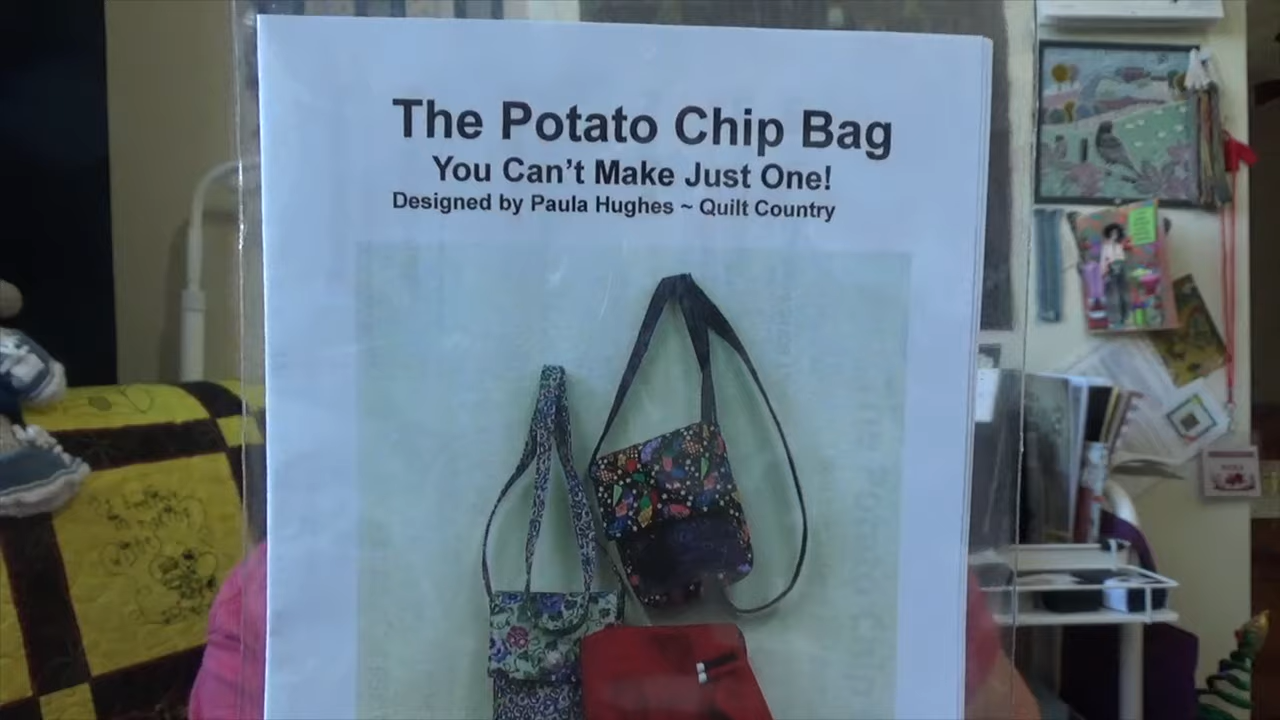 The Potato Chip Bag
You Can't Make Just One!
Designed by Paula Hughes ~ Quilt Country